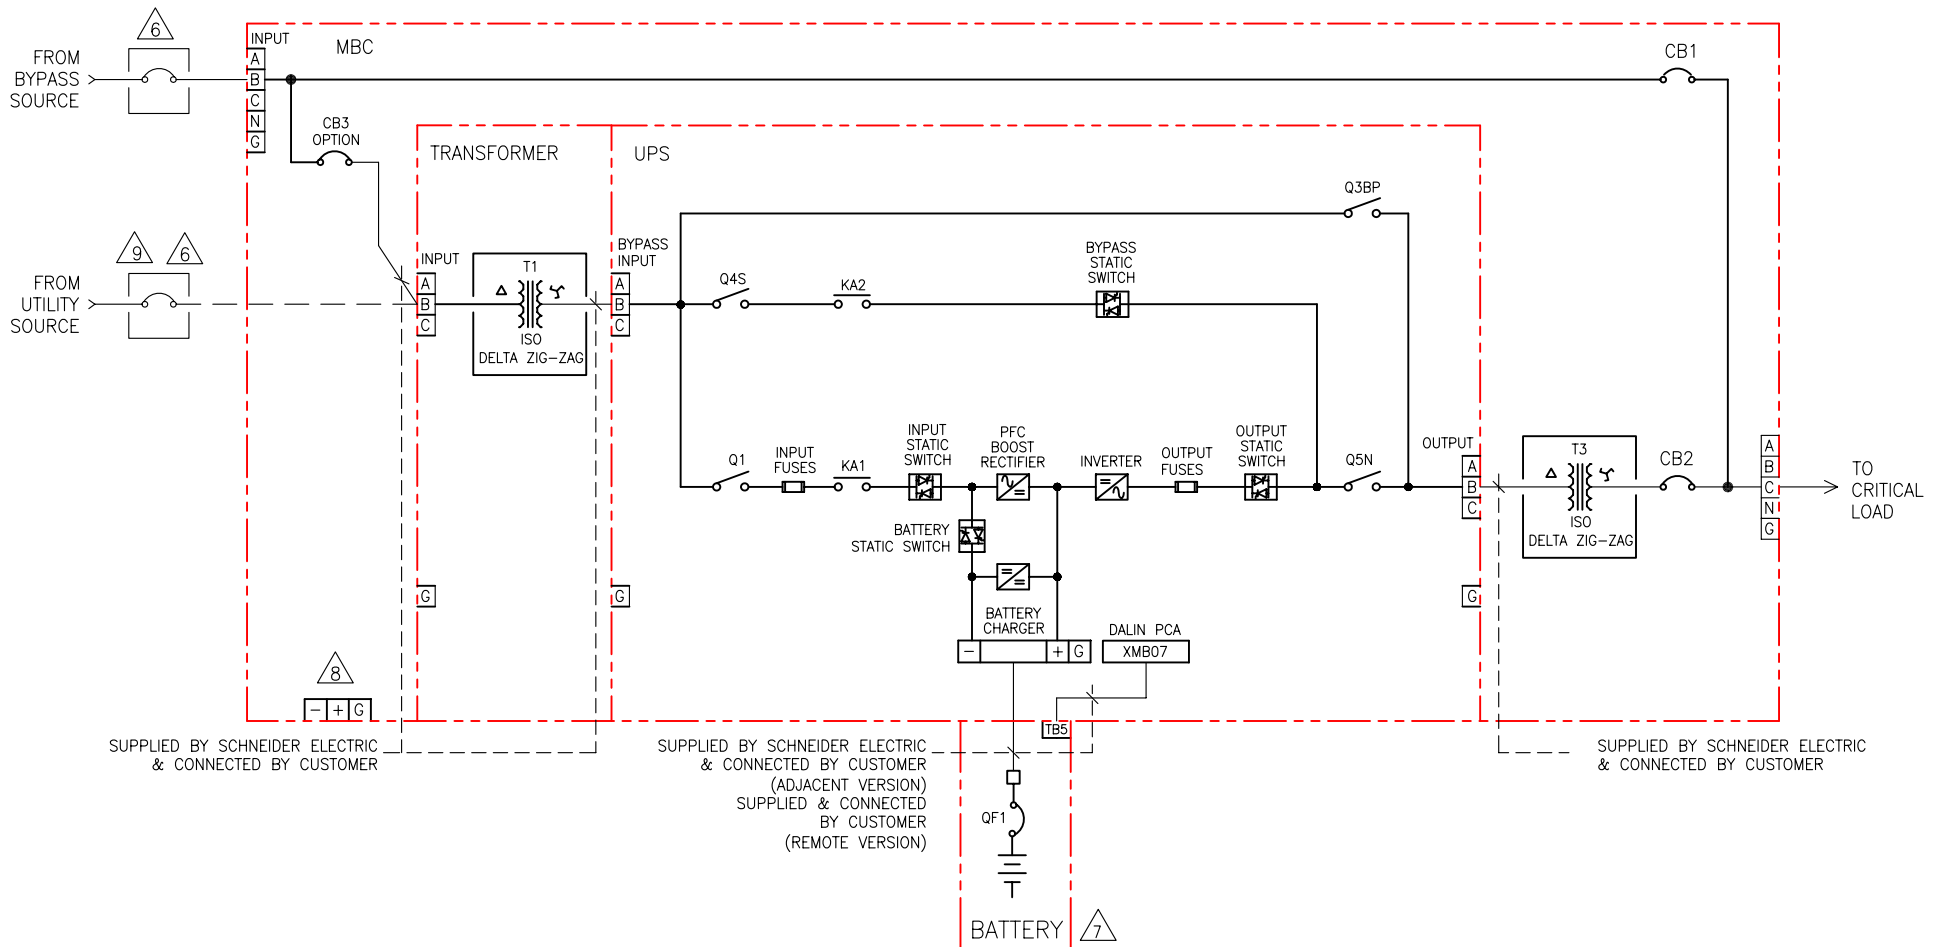 6
FROM
BYPASS
SOURCE
INPUT
A
B
C
N
G
MBC
CB1
CB3
OPTION
TRANSFORMER
UPS
9
6
FROM
UTILITY
SOURCE
INPUT
A
B
C
T1
ISO
DELTA ZIG-ZAG
BYPASS
INPUT
A
B
C
Q3BP
Q4S
KA2
BYPASS
STATIC
SWITCH
Q1
INPUT
FUSES
KA1
INPUT
STATIC
SWITCH
PFC
BOOST
RECTIFIER
INVERTER
OUTPUT
FUSES
OUTPUT
STATIC
SWITCH
Q5N
OUTPUT
A
B
C
T3
ISO
DELTA ZIG-ZAG
CB2
A
B
C
N
G
TO
CRITICAL
LOAD
BATTERY
STATIC SWITCH
G
G
G
BATTERY
CHARGER
- + G
DALIN PCA
XMB07
8
- + G
TB5
SUPPLIED BY SCHNEIDER ELECTRIC
& CONNECTED BY CUSTOMER
SUPPLIED BY SCHNEIDER ELECTRIC
& CONNECTED BY CUSTOMER
(ADJACENT VERSION)
SUPPLIED & CONNECTED
BY CUSTOMER
(REMOTE VERSION)
SUPPLIED BY SCHNEIDER ELECTRIC
& CONNECTED BY CUSTOMER
QF1
BATTERY
7